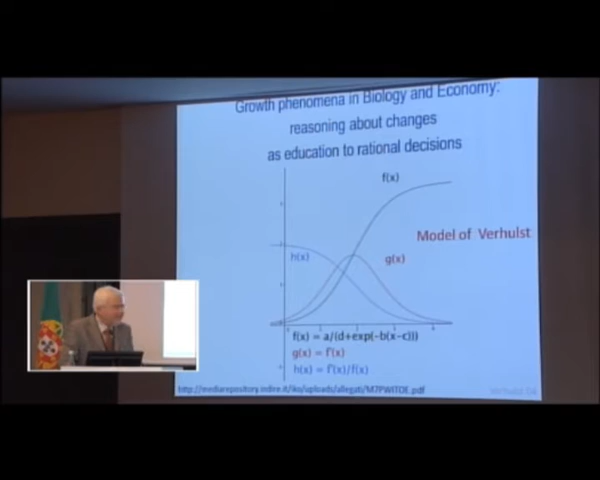 Growth phenomena in Biology and Economy:
reasoning about changes
as education to rational decisions
f(x)
Model of Verhulst
h(x)
g(x)
f(x) = a/(d+exp(-b(x-c)))
g(x) = f'(x)
h(x) = f'(x)/f(x)
http://mediarepository.indire.it/iko/uploads/allegati/M7PWITOE.pdf